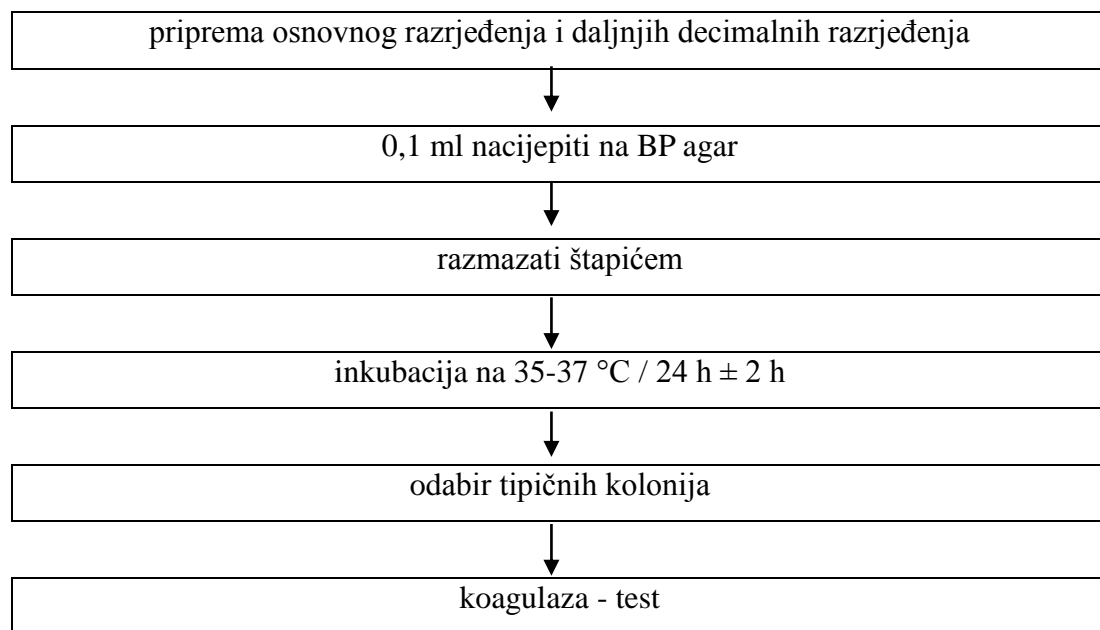 priprema osnovnog razrjeđenja i daljnjih decimalnih razrjeđenja
0,1 ml nacijepiti na BP agar
razmazati štapićem
inkubacija na 35-37 °C / 24 h ± 2 h
odabir tipičnih kolonija
koagulaza - test